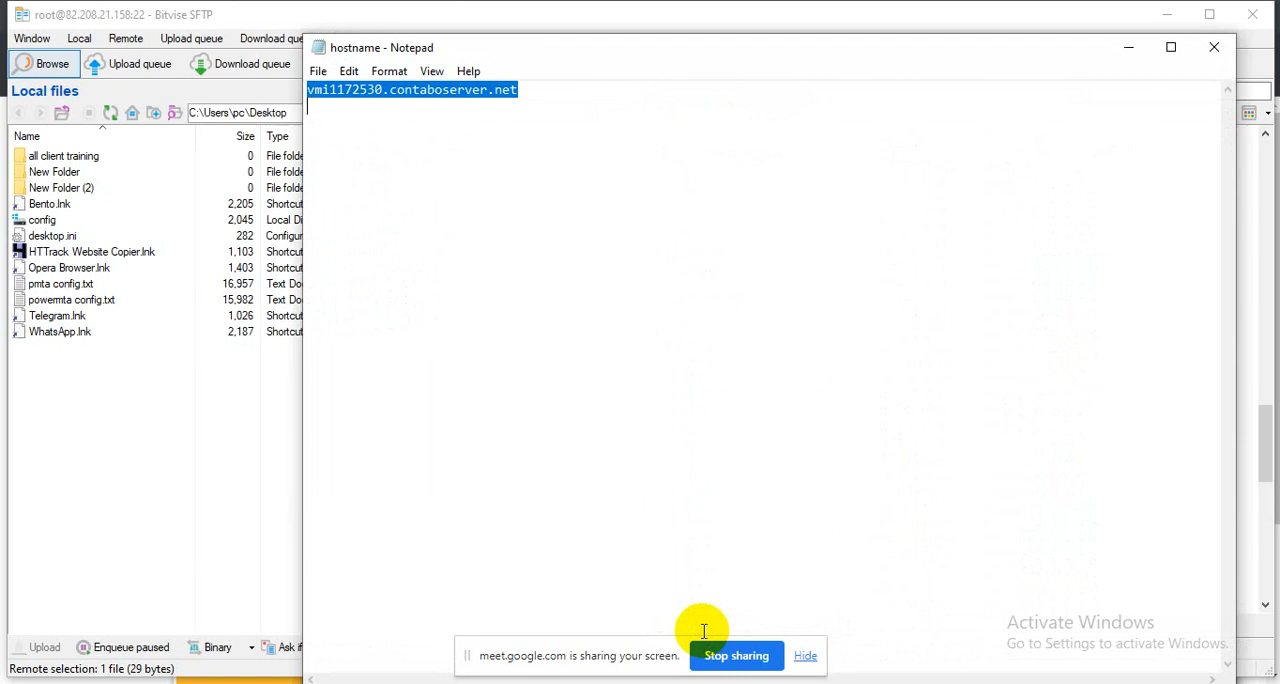 root@82.208.21.158:22 - Bitvise SFTP
Window Local Remote Upload queue Download que
Browse Upload queue Download queue
Local files
C:\Users\pc\Desktop
Name Size Type
all client training 0 File folde
New Folder 0 File folde
New Folder (2) 0 File folde
Bento.lnk 2,205 Shortcut
config 2,045 Local Di
desktop.ini 282 Configur
HTTrack Website Copier.lnk 1,103 Shortcut
Opera Browser.lnk 1,403 Shortcut
pmta config.txt 16,957 Text Do
powermta config.txt 15,982 Text Do
Telegram.lnk 1,026 Shortcut
WhatsApp.lnk 2,187 Shortcut
Upload Enqueue paused Binary Ask if
Remote selection: 1 file (29 bytes)
hostname - Notepad
File Edit Format View Help
vmi1172530.contaboserver.net
meet.google.com is sharing your screen. Stop sharing Hide
Activate Windows
Go to Settings to activate Windows.